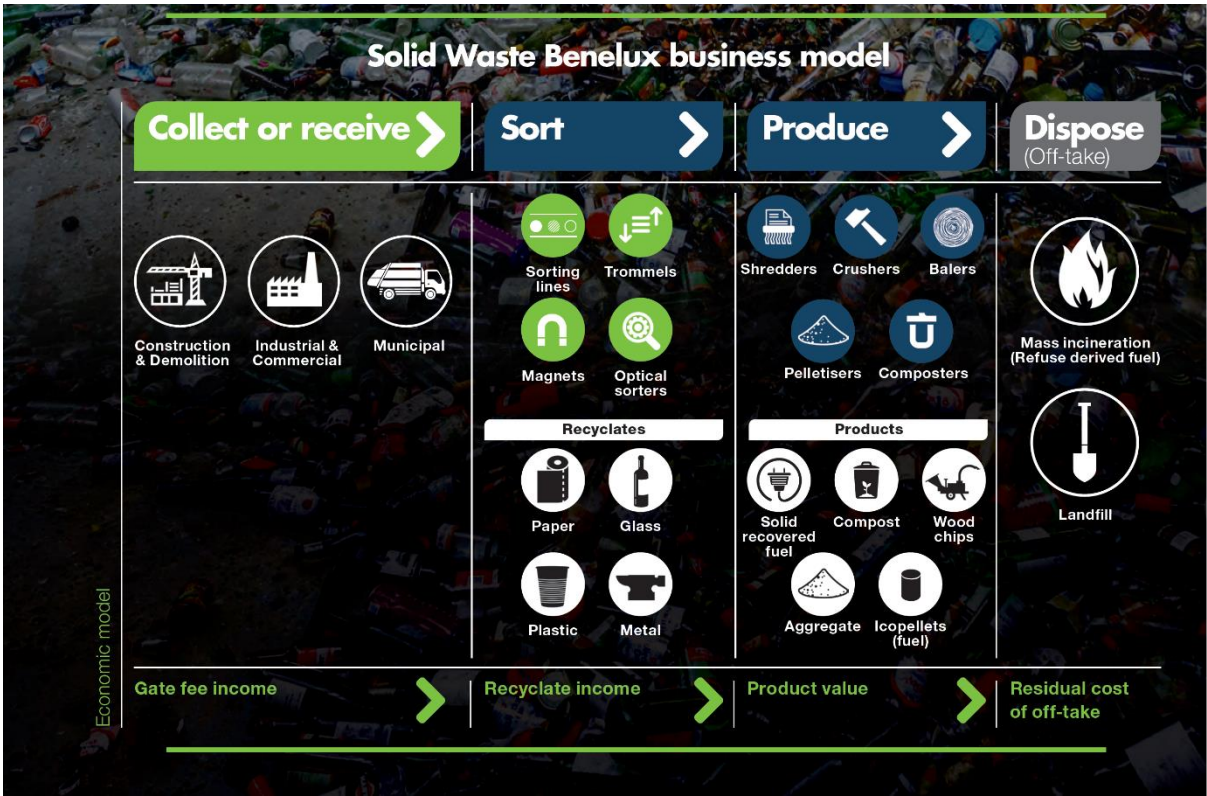 Solid Waste Benelux business model
Collect or receive
Sort
Produce
Dispose
(Off-take)
Construction
& Demolition
Industrial &
Commercial
Municipal
Sorting
lines
Trommels
Magnets
Optical
sorters
Recyclates
Paper
Glass
Plastic
Metal
Shredders
Crushers
Balers
Pelletisers
Composters
Products
Solid
recovered
fuel
Compost
Wood
chips
Aggregate
Icopellets
(fuel)
Mass incineration
(Refuse derived fuel)
Landfill
Economic model
Gate fee income
Recyclate income
Product value
Residual cost
of off-take